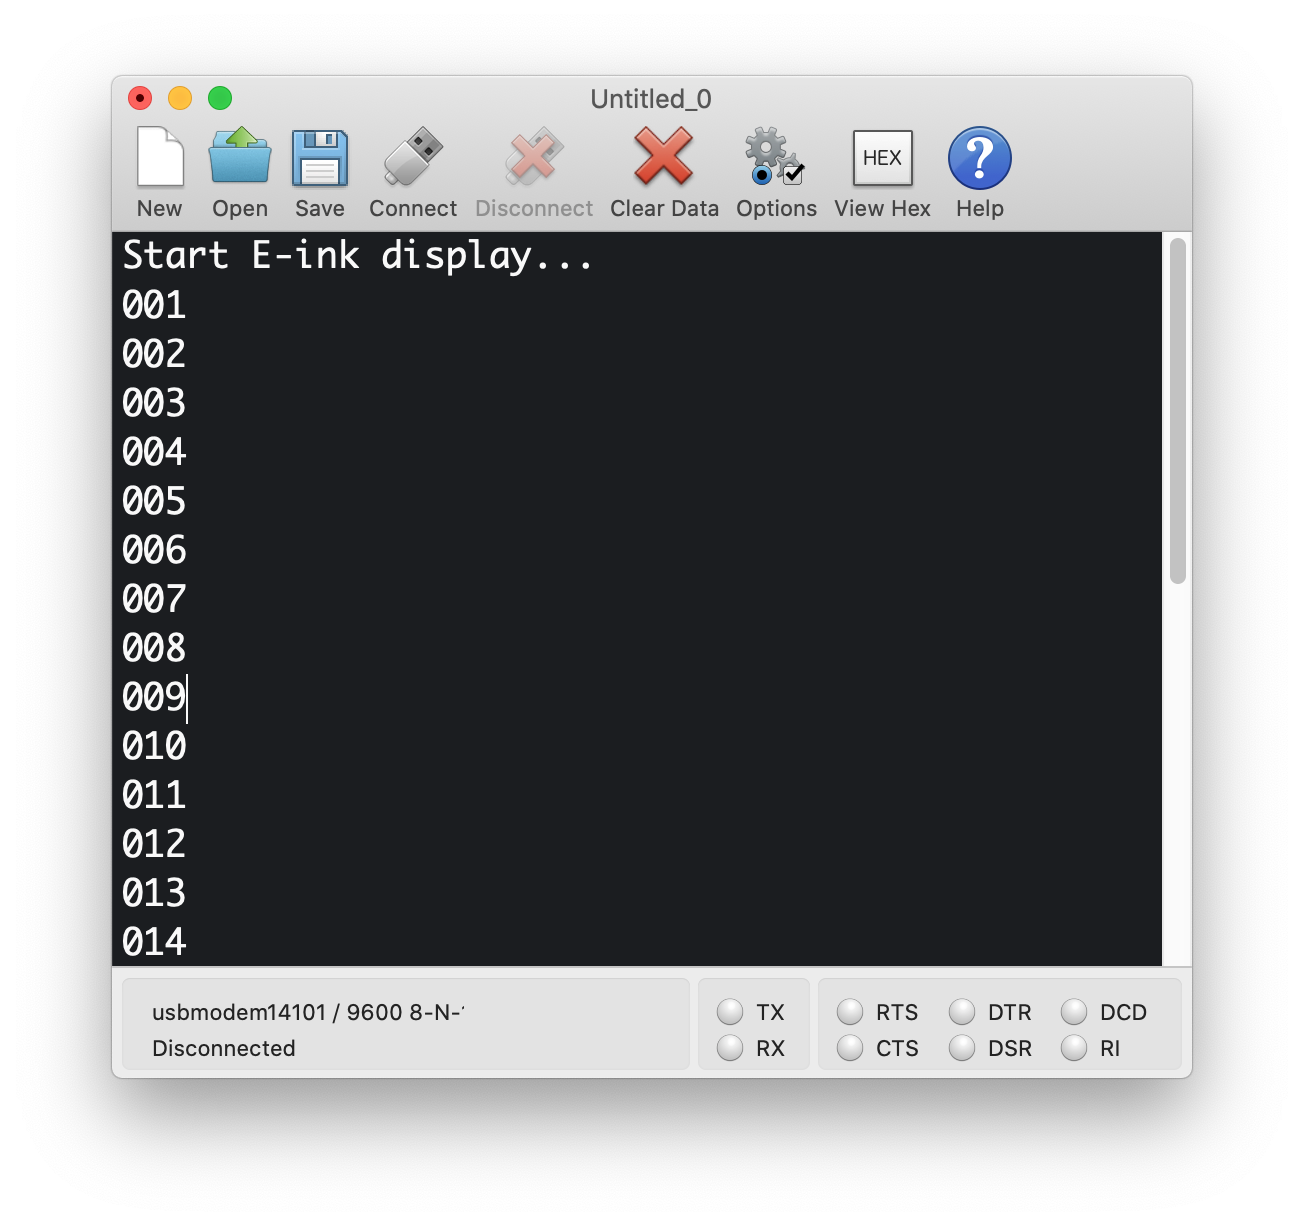 Untitled_0
New Open Save Connect Disconnect Clear Data Options HEX View Hex ? Help
Start E-ink display...
001
002
003
004
005
006
007
008
009
010
011
012
013
014
usbmodem14101 / 9600 8-N-
Disconnected
TX
RX
RTS DTR DCD
CTS DSR RI